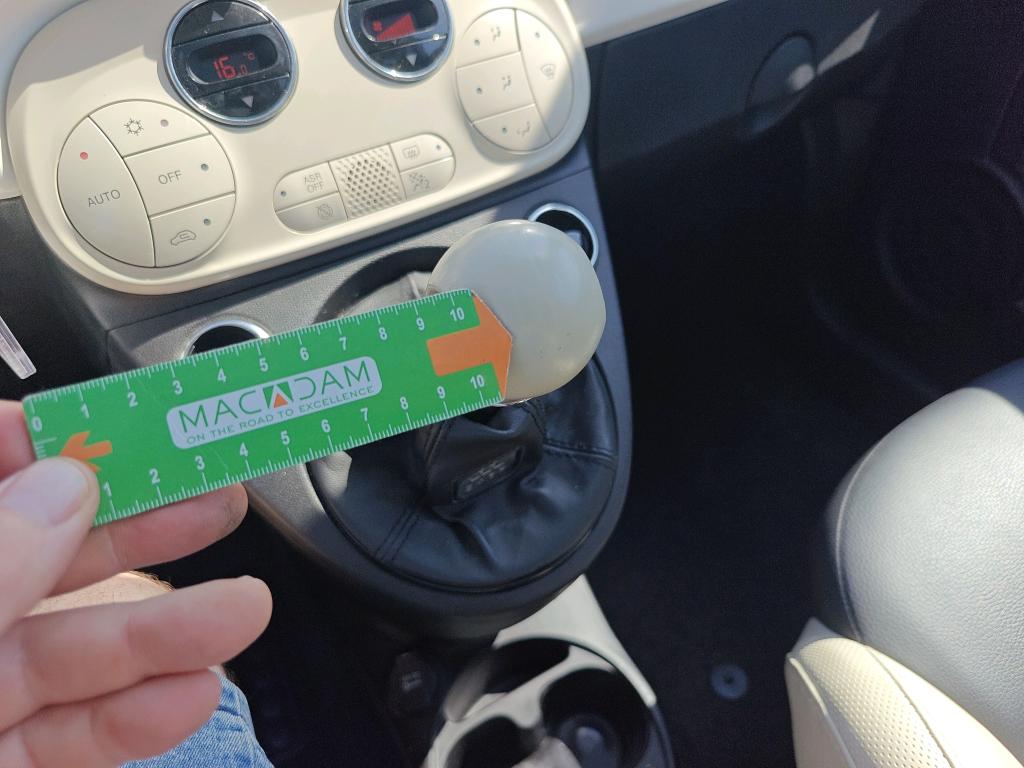 16.0 °C
AUTO
OFF
ASR
OFF
0 1 2 3 4 5 6 7 8 9 10
MACADAM
ON THE ROAD TO EXCELLENCE
1 2 3 4 5 6 7 8 9 10